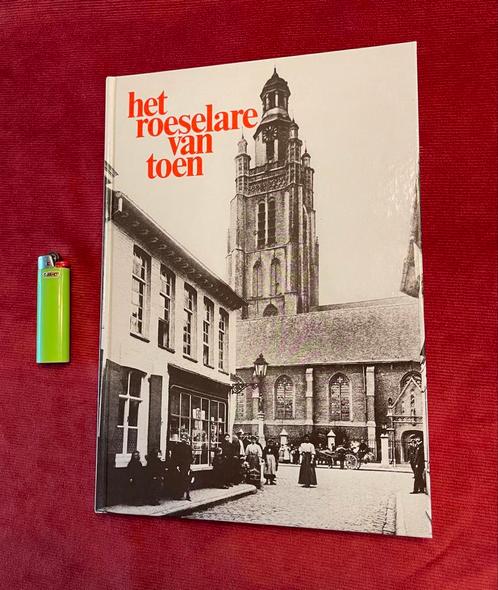 het
roeselare
van
toen
BIC